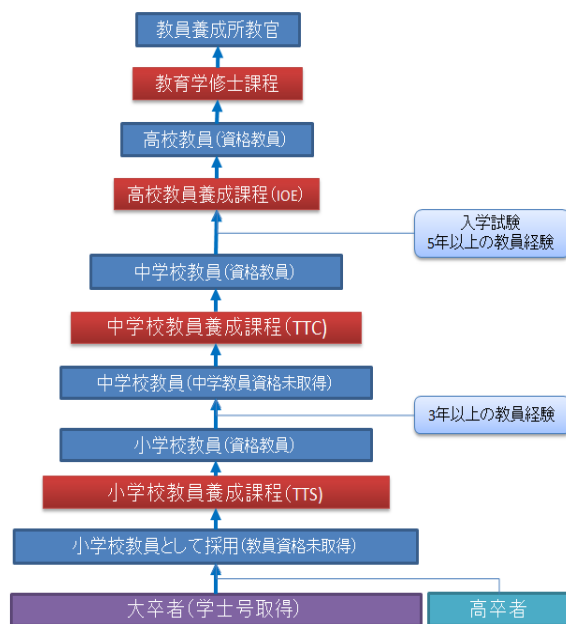 教員養成所教官
教育学修士課程
高校教員(資格教員)
高校教員養成課程(IOE)
入学試験
5年以上の教員経験
中学校教員(資格教員)
中学校教員養成課程(TTC)
中学校教員(中学教員資格未取得)
3年以上の教員経験
小学校教員(資格教員)
小学校教員養成課程(TTS)
小学校教員として採用(教員資格未取得)
大卒者(学士号取得)
高卒者